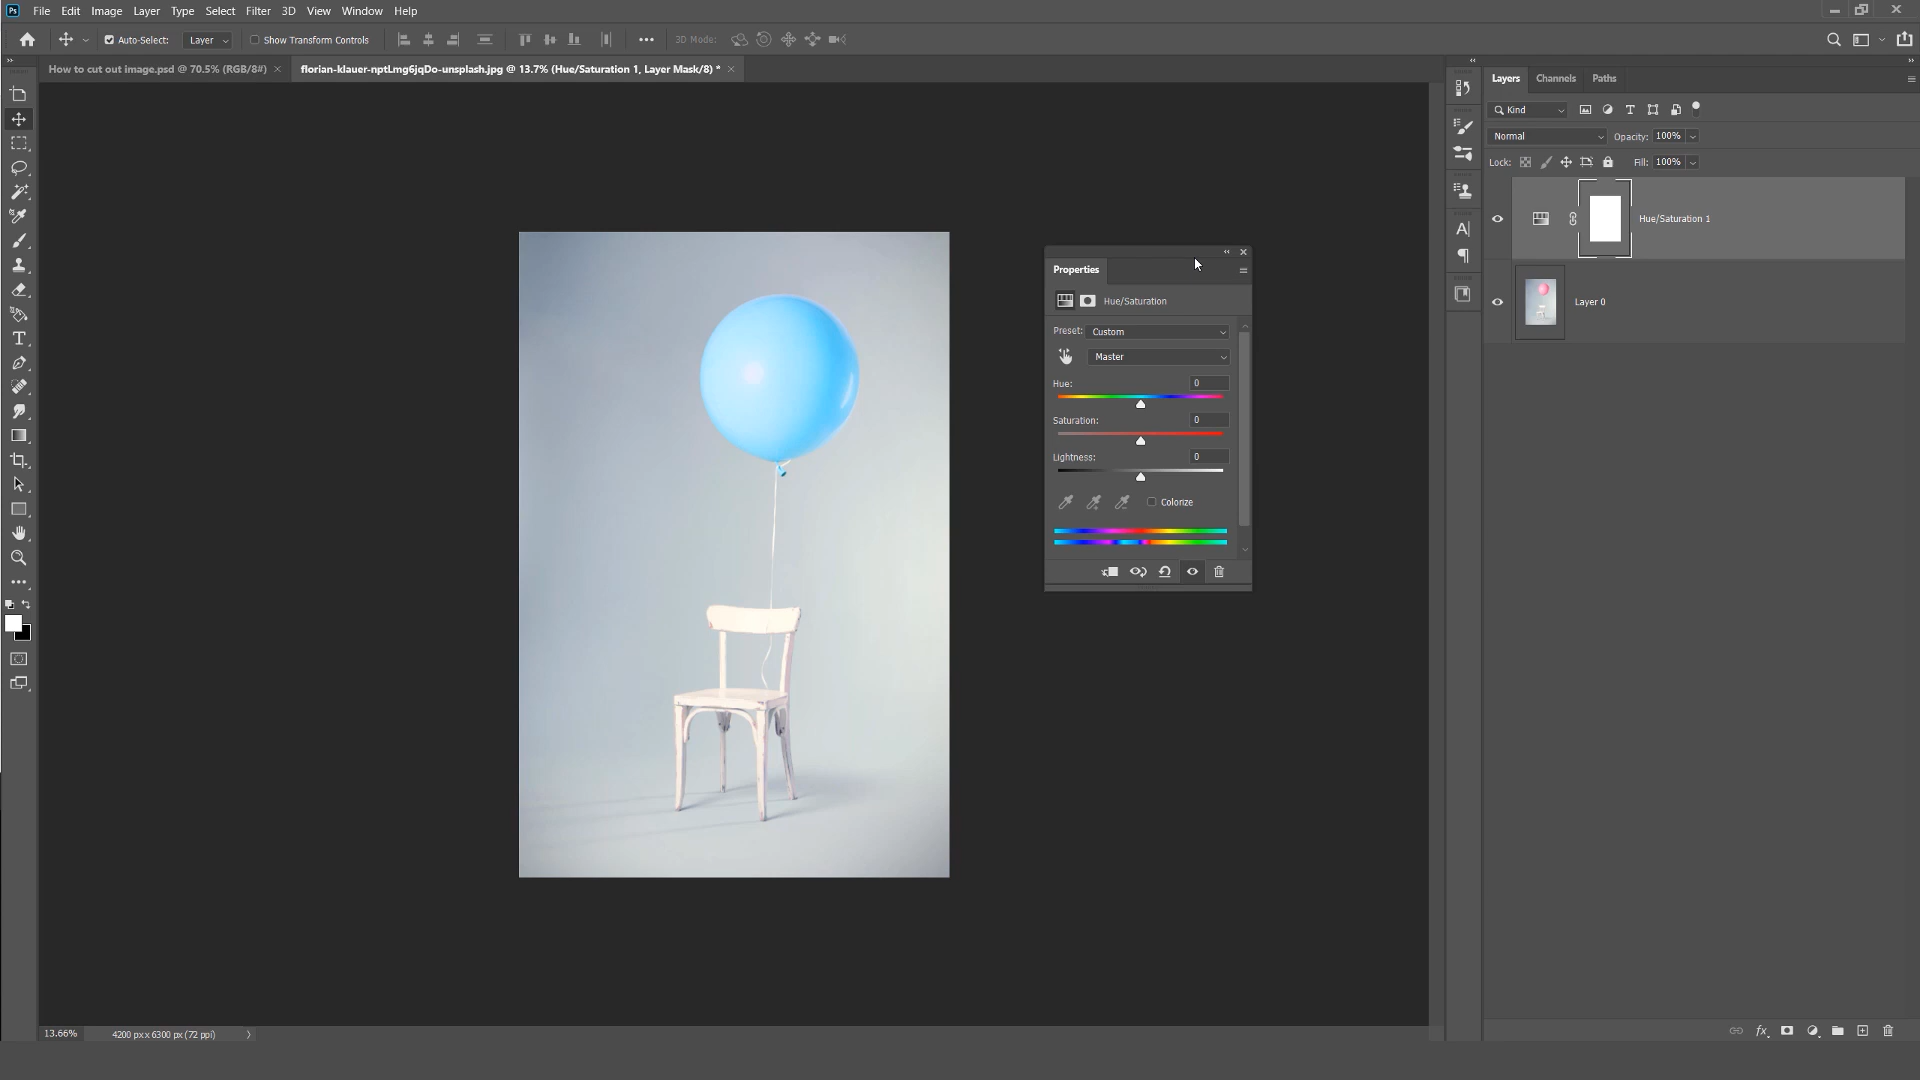 Ps File Edit Image Layer Type Select Filter 3D View Window Help
Auto-Select: Layer Show Transform Controls 3D Mode:
How to cut out image.psd @ 70.5% (RGB/8#) florian-klauer-nptLmg6jqDo-unsplash.jpg @ 13.7% (Hue/Saturation 1, Layer Mask/8) *
Layers Channels Paths
Kind
Normal Opacity: 100%
Lock: Fill: 100%
Hue/Saturation 1
Layer 0
Properties
Hue/Saturation
Preset: Custom
Master
Hue: 0
Saturation: 0
Lightness: 0
Colorize
13.66% 4200 px x 6300 px (72 ppi)